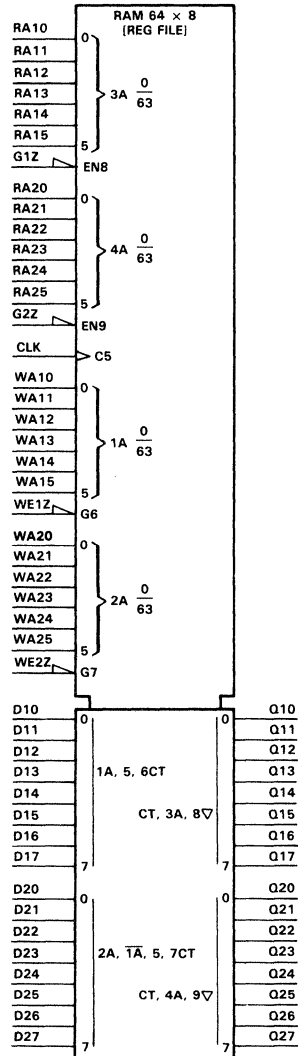 RAM 64 × 8
[REG FILE]
RA10 0
RA11
RA12
RA13 3A 0/63
RA14
RA15 5
G1Z EN8
RA20 0
RA21
RA22
RA23 4A 0/63
RA24
RA25 5
G2Z EN9
CLK C5
WA10 0
WA11
WA12
WA13 1A 0/63
WA14
WA15 5
WE1Z G6
WA20 0
WA21
WA22
WA23 2A 0/63
WA24
WA25 5
WE2Z G7
D10 0 0 Q10
D11 Q11
D12 Q12
D13 1A, 5, 6CT Q13
D14 Q14
D15 CT, 3A, 8▽ Q15
D16 Q16
D17 7 7 Q17
D20 0 0 Q20
D21 Q21
D22 Q22
D23 2A, 1̅A̅, 5, 7CT Q23
D24 Q24
D25 CT, 4A, 9▽ Q25
D26 Q26
D27 7 7 Q27